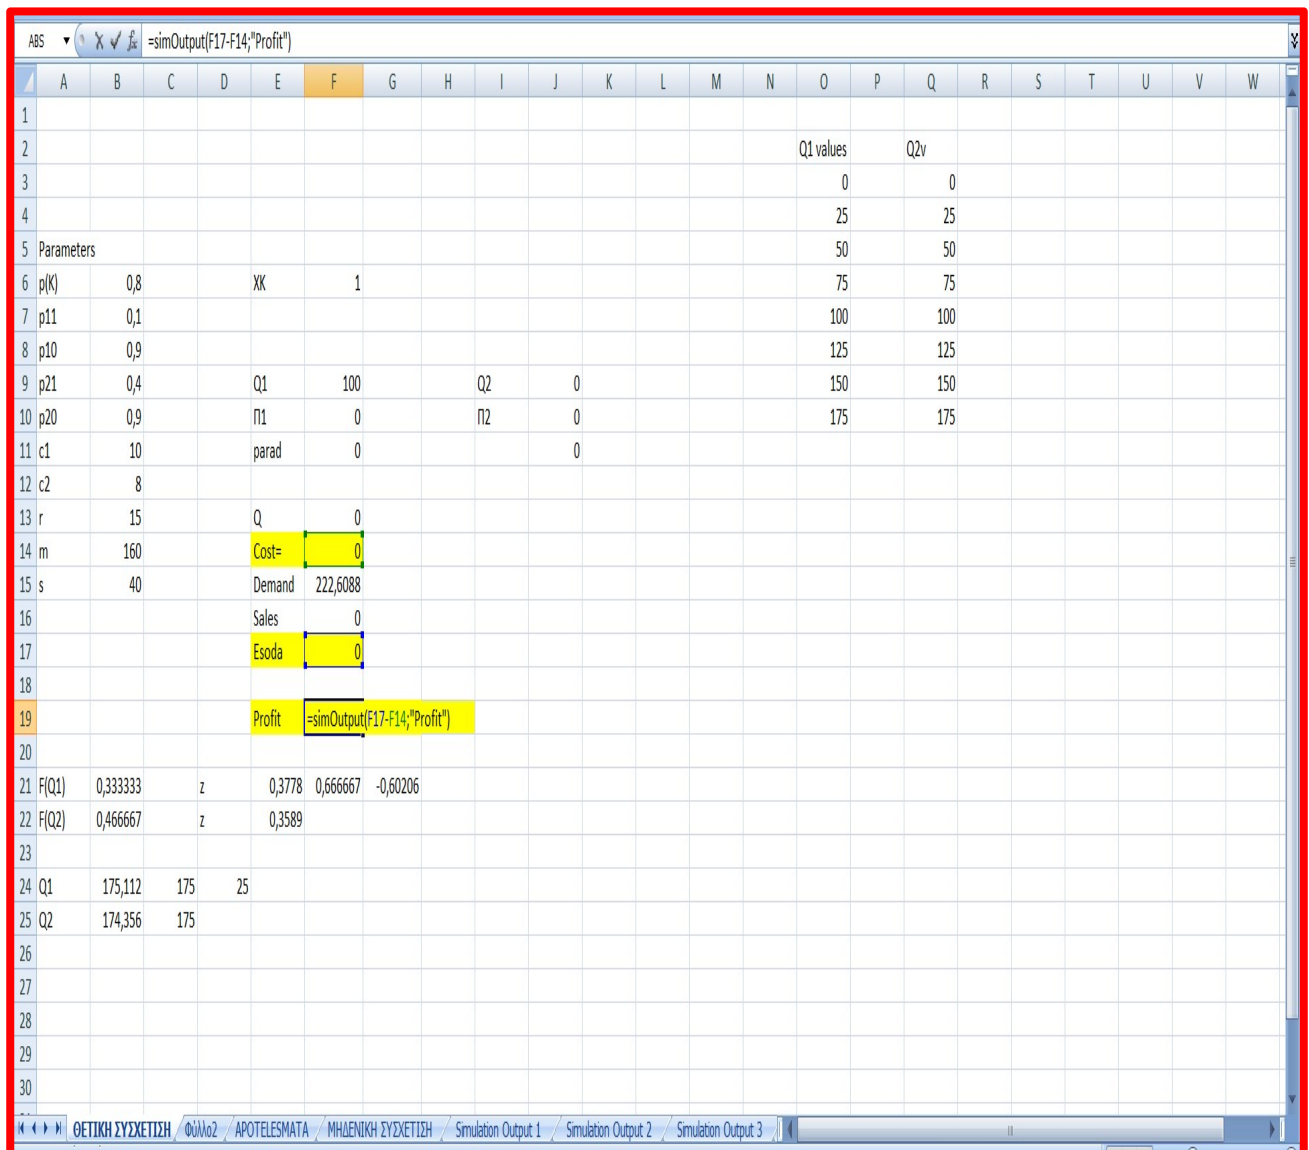 ABS =simOutput(F17-F14;"Profit")
A B C D E F G H I J K L M N O P Q R S T U V W
1
2 Q1 values Q2v
3 0 0
4 25 25
5 Parameters 50 50
6 p(K) 0,8 XK 1 75 75
7 p11 0,1 100 100
8 p10 0,9 125 125
9 p21 0,4 Q1 100 Q2 0 150 150
10 p20 0,9 Π1 0 Π2 0 175 175
11 c1 10 parad 0 0
12 c2 8
13 r 15 Q 0
14 m 160 Cost= 0
15 s 40 Demand 222,6088
16 Sales 0
17 Esoda 0
18
19 Profit =simOutput(F17-F14;"Profit")
20
21 F(Q1) 0,333333 z 0,3778 0,666667 -0,60206
22 F(Q2) 0,466667 z 0,3589
23
24 Q1 175,112 175 25
25 Q2 174,356 175
26
27
28
29
30
ΘΕΤΙΚΗ ΣΥΣΧΕΤΙΣΗ Φύλλο2 APOTELESMATA ΜΗΔΕΝΙΚΗ ΣΥΣΧΕΤΙΣΗ Simulation Output 1 Simulation Output 2 Simulation Output 3